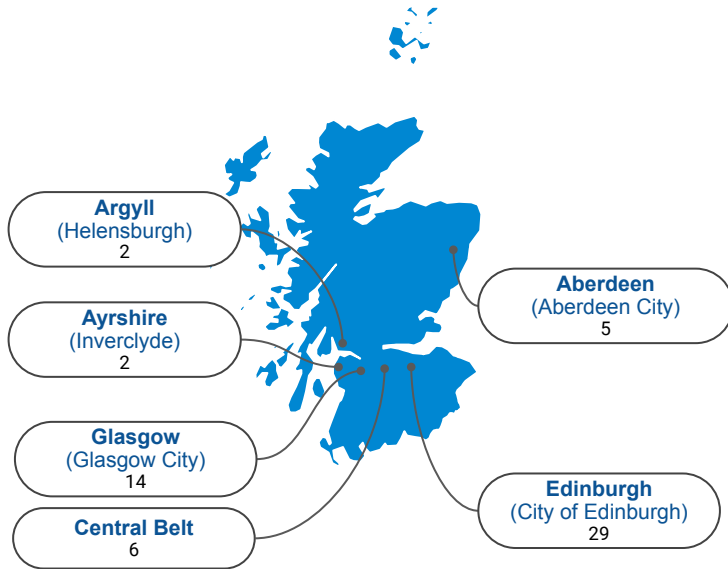 Argyll
(Helensburgh)
2
Ayrshire
(Inverclyde)
2
Glasgow
(Glasgow City)
14
Central Belt
6
Aberdeen
(Aberdeen City)
5
Edinburgh
(City of Edinburgh)
29